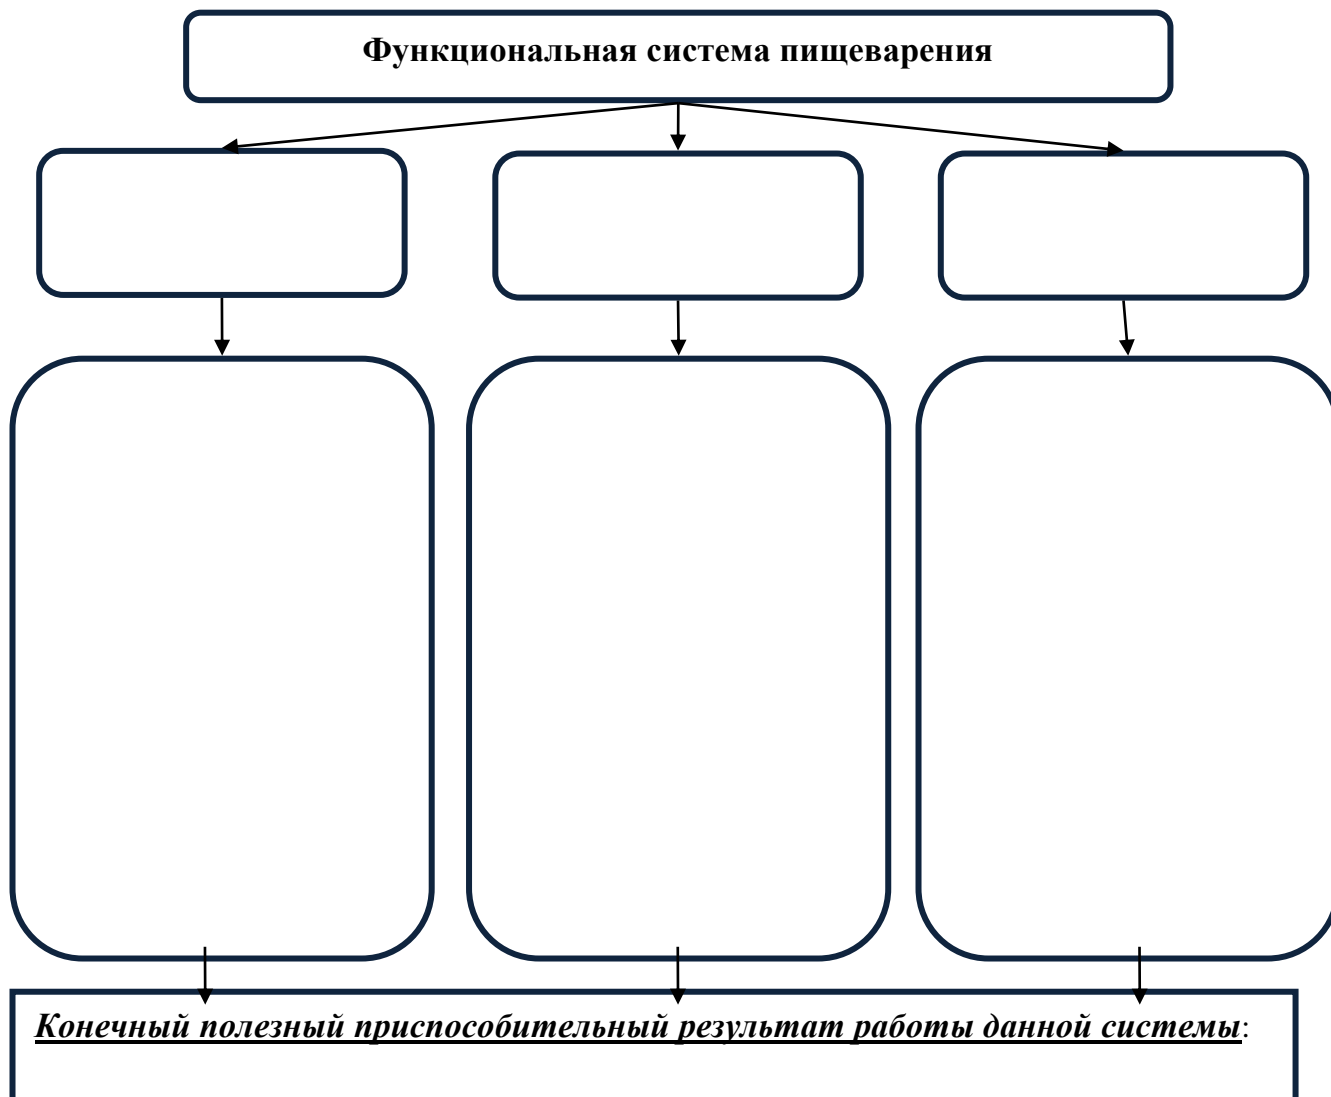 Функциональная система пищеварения
Конечный полезный приспособительный результат работы данной системы: